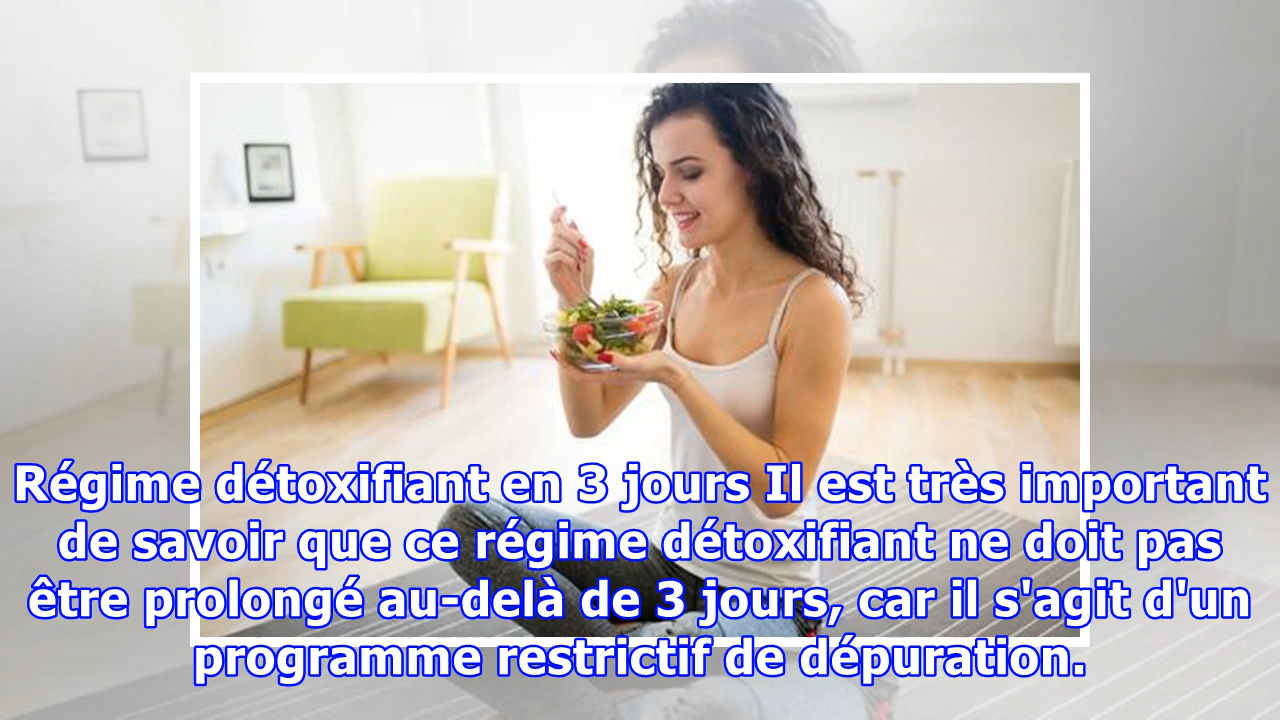 Régime détoxifiant en 3 jours Il est très important
de savoir que ce régime détoxifiant ne doit pas
être prolongé au-delà de 3 jours, car il s'agit d'un
programme restrictif de dépuration.